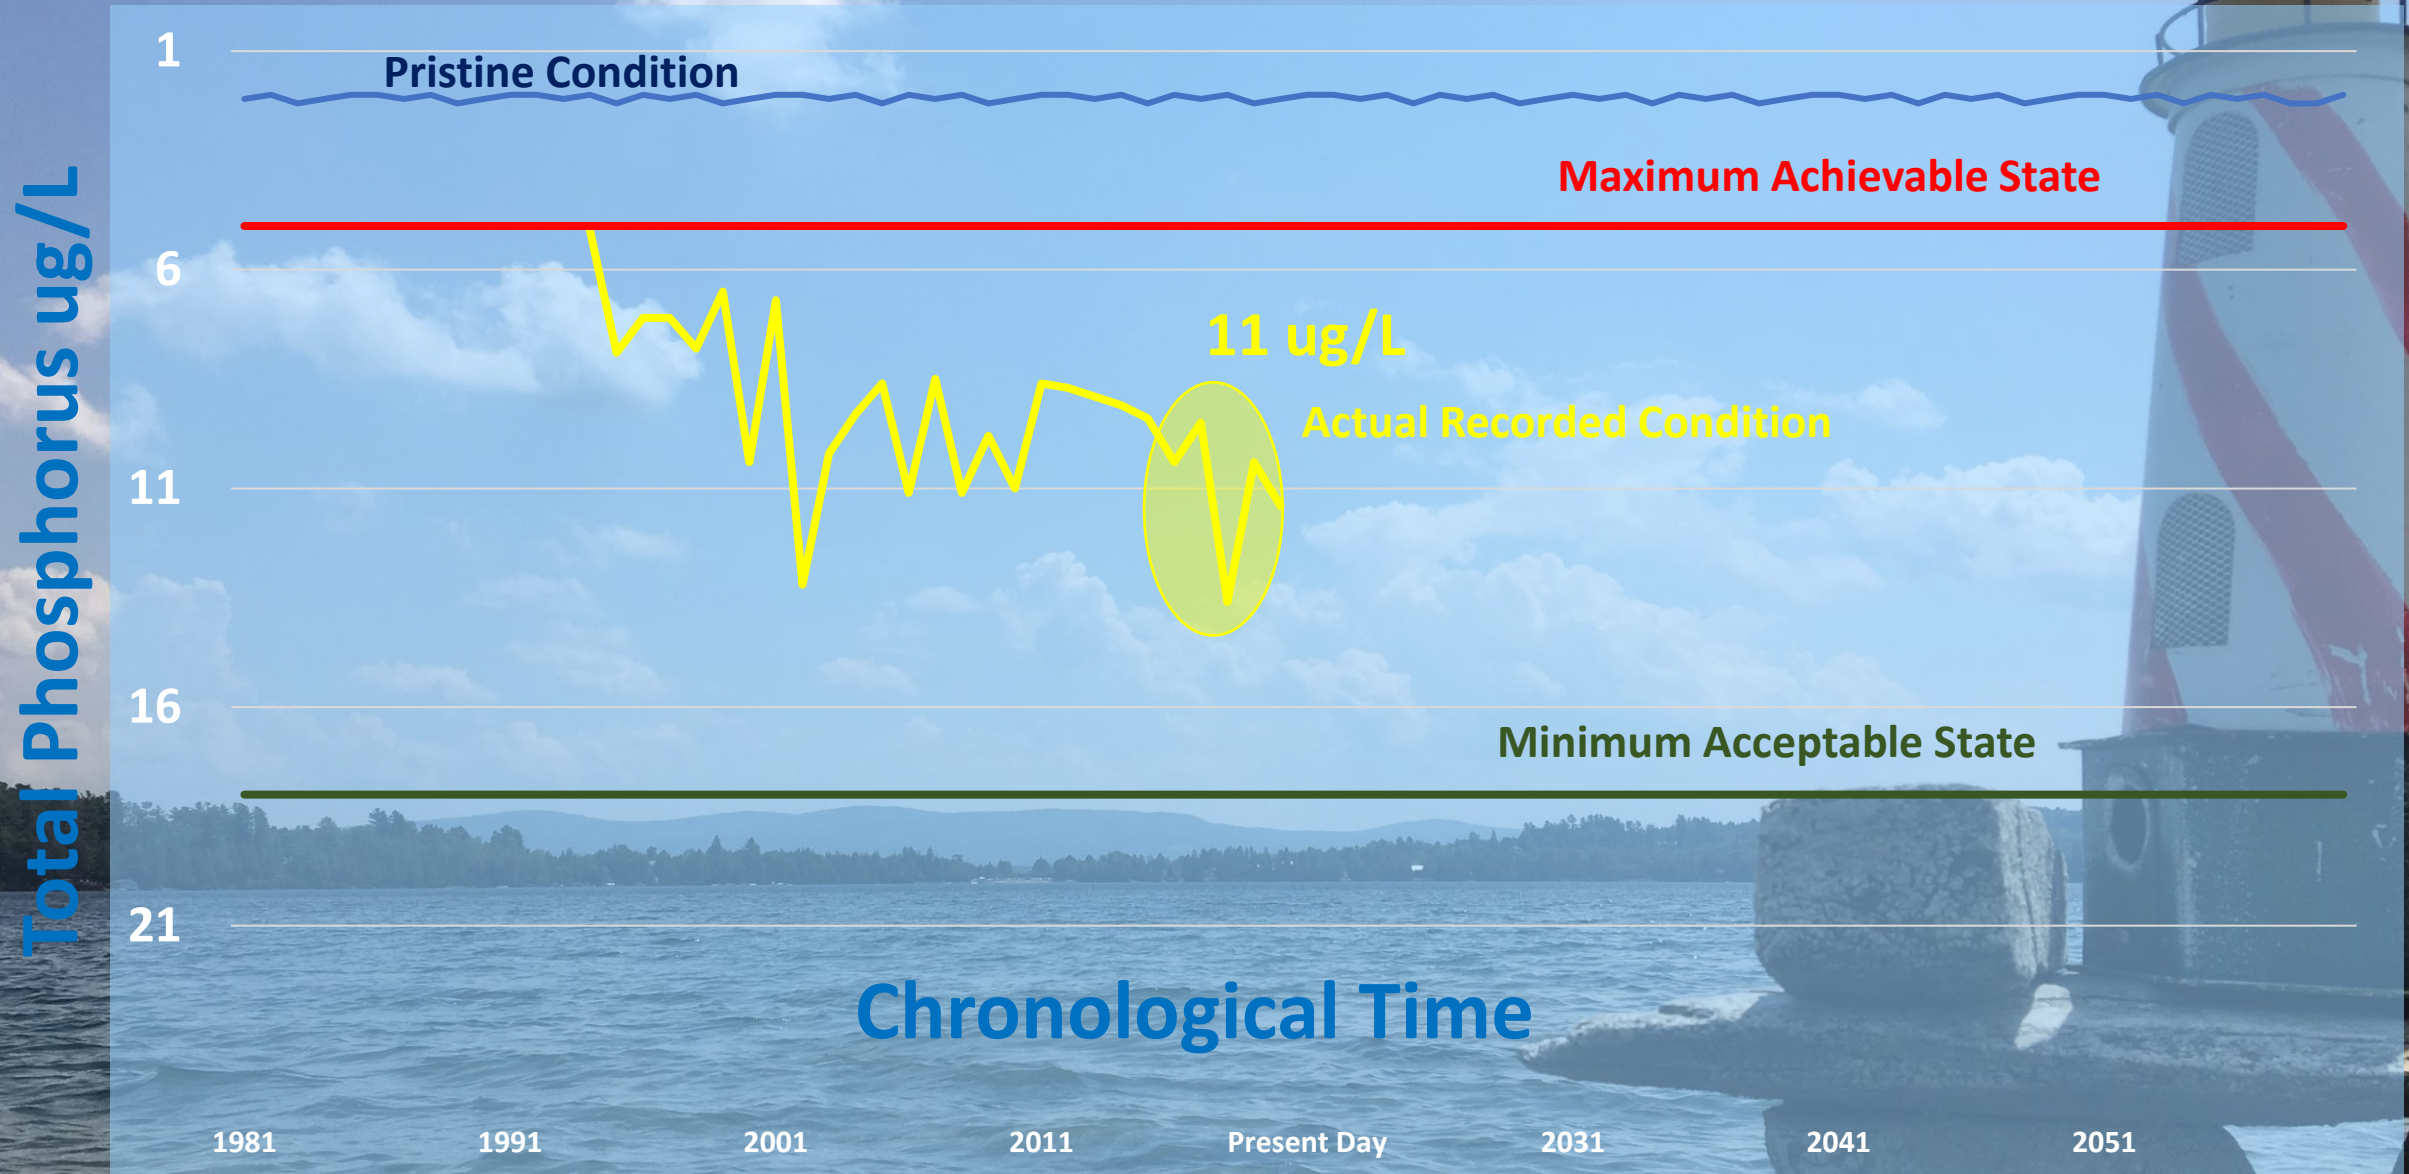 Total Phosphorus ug/L
1
Pristine Condition
Maximum Achievable State
6
11 ug/L
Actual Recorded Condition
11
16
Minimum Acceptable State
21
Chronological Time
1981 1991 2001 2011 Present Day 2031 2041 2051